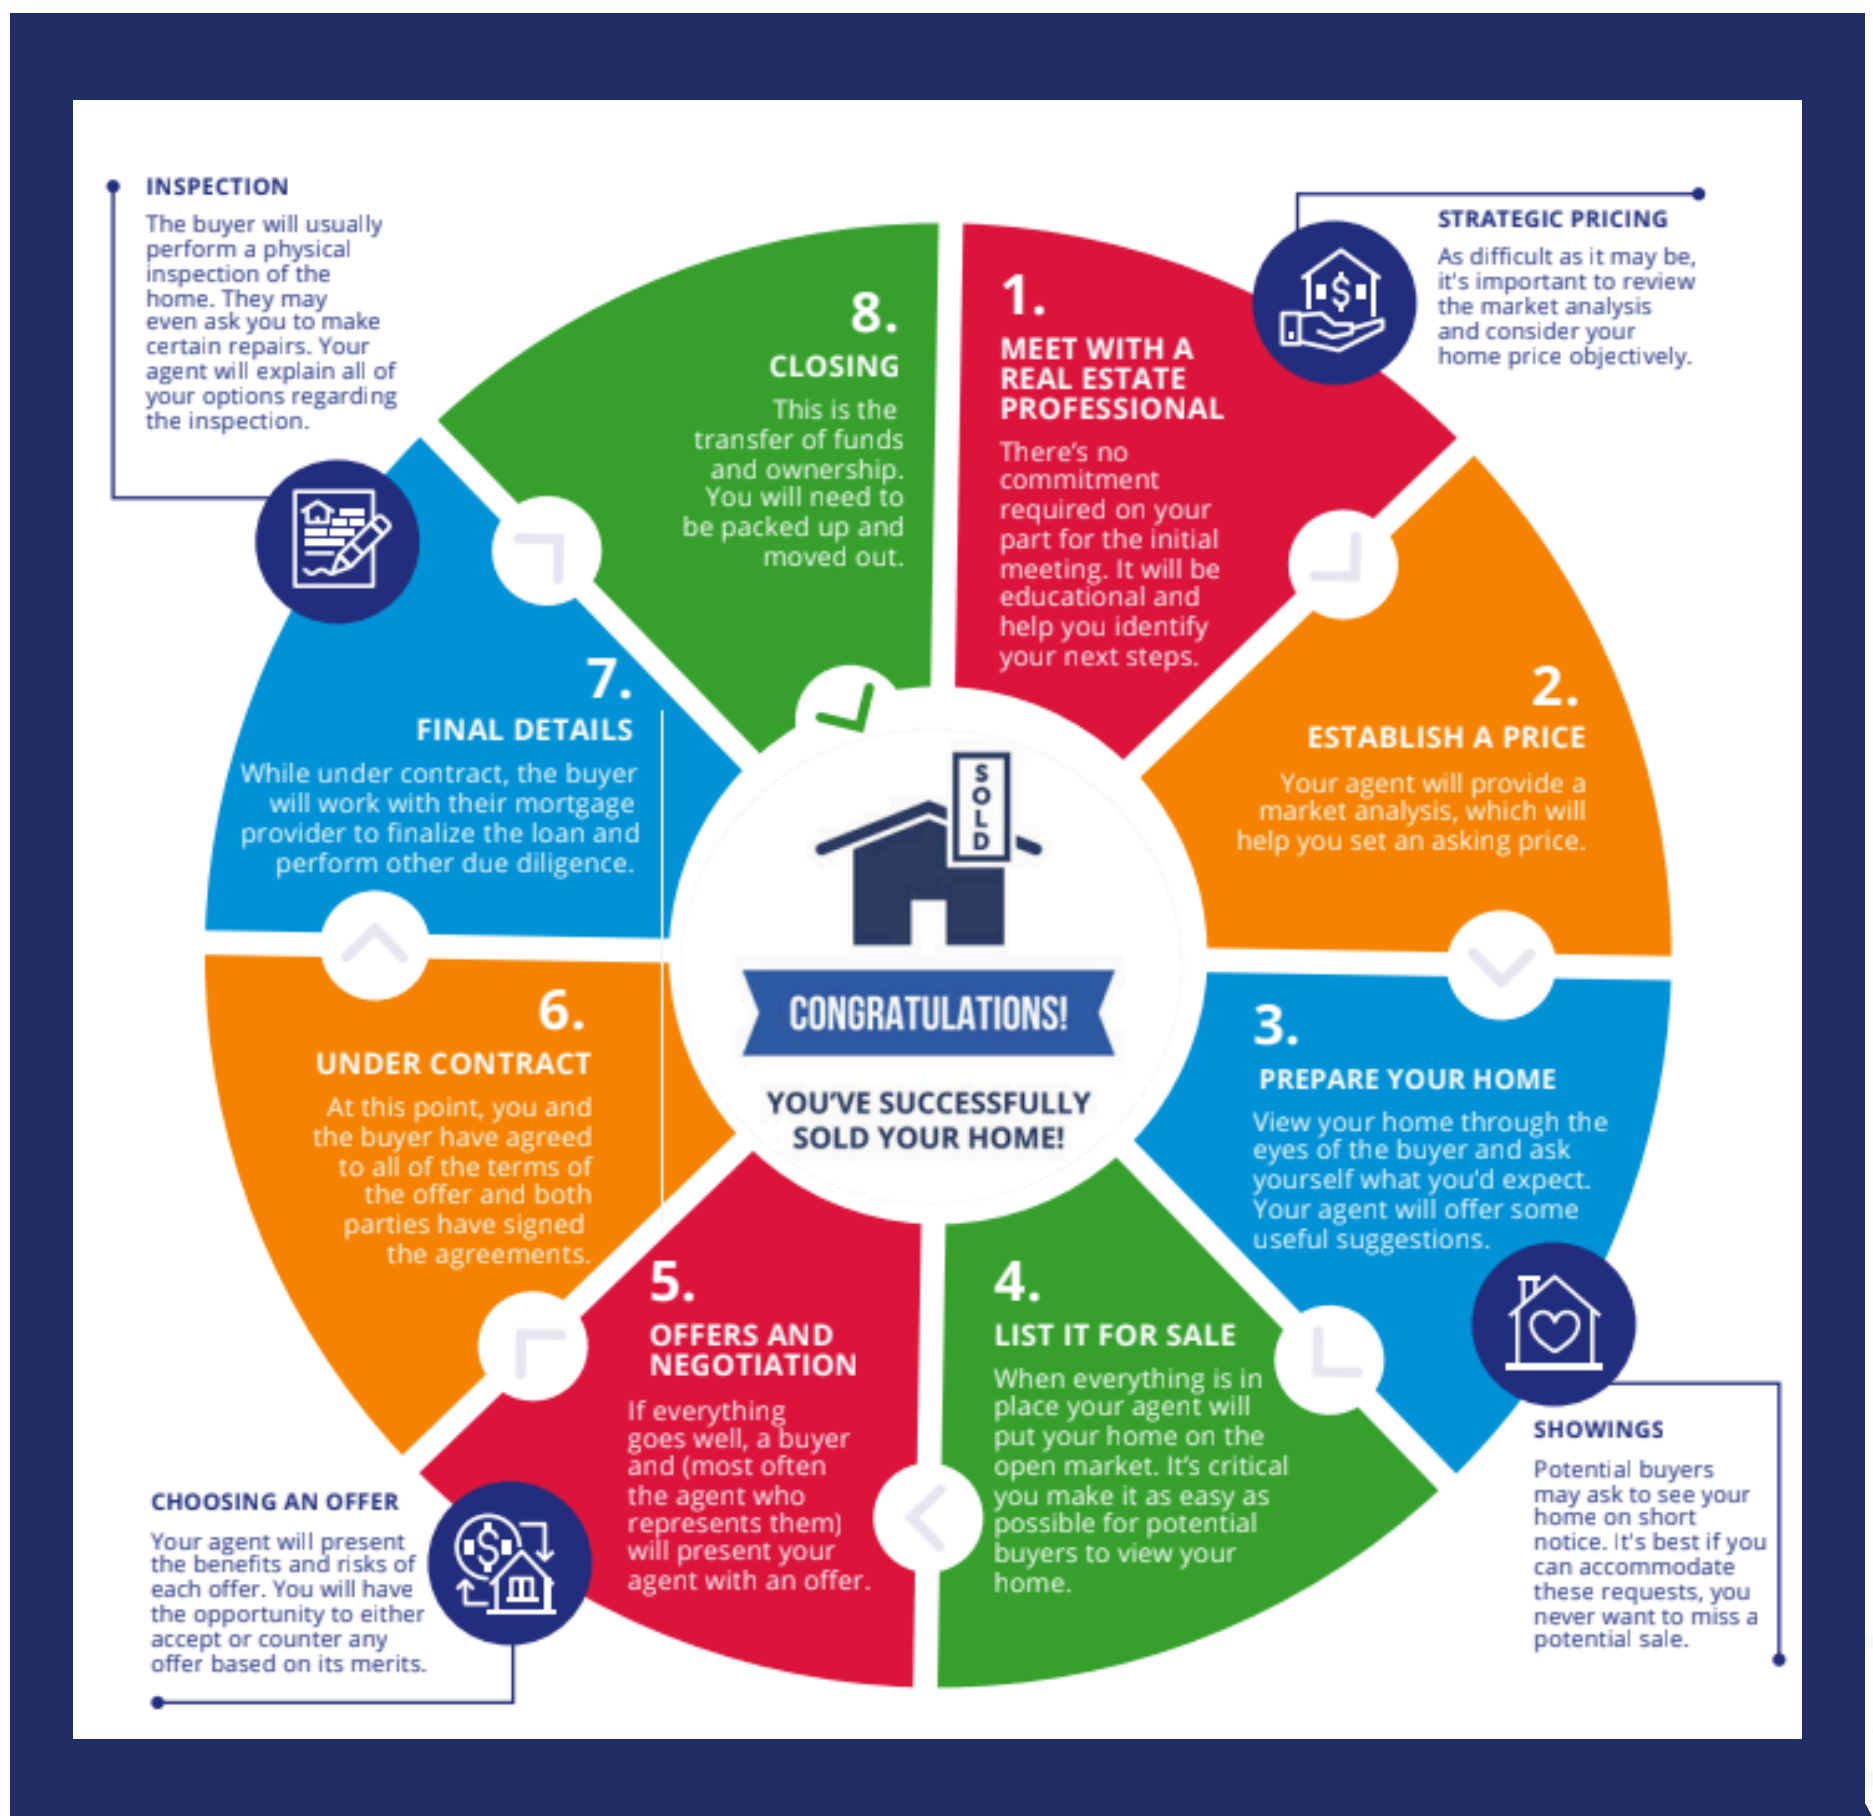 INSPECTION
The buyer will usually
perform a physical
inspection of the
home. They may
even ask you to make
certain repairs. Your
agent will explain all of
your options regarding
the inspection.
STRATEGIC PRICING
As difficult as it may be,
it's important to review
the market analysis
and consider your
home price objectively.
1.
MEET WITH A
REAL ESTATE
PROFESSIONAL
There's no
commitment
required on your
part for the initial
meeting. It will be
educational and
help you identify
your next steps.
2.
ESTABLISH A PRICE
Your agent will provide a
market analysis, which will
help you set an asking price.
3.
PREPARE YOUR HOME
View your home through the
eyes of the buyer and ask
yourself what you'd expect.
Your agent will offer some
useful suggestions.
SHOWINGS
Potential buyers
may ask to see your
home on short
notice. It's best if you
can accommodate
these requests, you
never want to miss a
potential sale.
4.
LIST IT FOR SALE
When everything is in
place your agent will
put your home on the
open market. It's critical
you make it as easy as
possible for potential
buyers to view your
home.
5.
OFFERS AND
NEGOTIATION
If everything
goes well, a buyer
and (most often
the agent who
represents them)
will present your
agent with an offer.
CHOOSING AN OFFER
Your agent will present
the benefits and risks of
each offer. You will have
the opportunity to either
accept or counter any
offer based on its merits.
6.
UNDER CONTRACT
At this point, you and
the buyer have agreed
to all of the terms of
the offer and both
parties have signed
the agreements.
7.
FINAL DETAILS
While under contract, the buyer
will work with their mortgage
provider to finalize the loan and
perform other due diligence.
8.
CLOSING
This is the
transfer of funds
and ownership.
You will need to
be packed up and
moved out.
SOLD
CONGRATULATIONS!
YOU'VE SUCCESSFULLY
SOLD YOUR HOME!